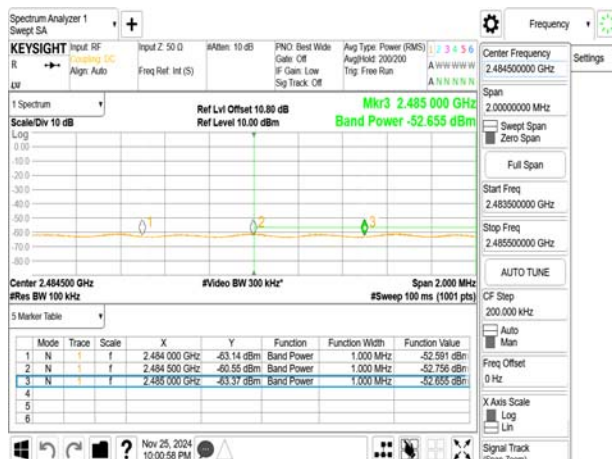 Spectrum Analyzer 1
Swept SA
+
Frequency
KEYSIGHT Input: RF
Coupling: DC
Align: Auto
Input Z: 50 Ω
Freq Ref: Int (S)
#Atten: 10 dB
PNO: Best Wide
Gate: Off
IF Gain: Low
Sig Track: Off
Avg Type: Power (RMS)
Avg|Hold: 200/200
Trig: Free Run
1 2 3 4 5 6
A W W W W W
A N N N N N
R
Center Frequency
2.484500000 GHz
Settings
Span
2.00000000 MHz
Swept Span
Zero Span
Full Span
Start Freq
2.483500000 GHz
Stop Freq
2.485500000 GHz
AUTO TUNE
CF Step
200.000 kHz
Auto
Man
Freq Offset
0 Hz
X Axis Scale
Log
Lin
Signal Track
(Span Zoom)
1 Spectrum
Scale/Div 10 dB
Ref Lvl Offset 10.80 dB
Ref Level 10.00 dBm
Mkr3 2.485 000 GHz
Band Power -52.655 dBm
Log
0.00
-10.0
-20.0
-30.0
-40.0
-50.0
-60.0
-70.0
-80.0
1
2
3
Center 2.484500 GHz
#Res BW 100 kHz
#Video BW 300 kHz*
Span 2.000 MHz
#Sweep 100 ms (1001 pts)
5 Marker Table
Mode Trace Scale X Y Function Function Width Function Value
1 N 1 f 2.484 000 GHz -63.14 dBm Band Power 1.000 MHz -52.591 dBm
2 N 1 f 2.484 500 GHz -60.55 dBm Band Power 1.000 MHz -52.756 dBm
3 N 1 f 2.485 000 GHz -63.37 dBm Band Power 1.000 MHz -52.655 dBm
4
5
6
?
Nov 25, 2024
10:00:58 PM